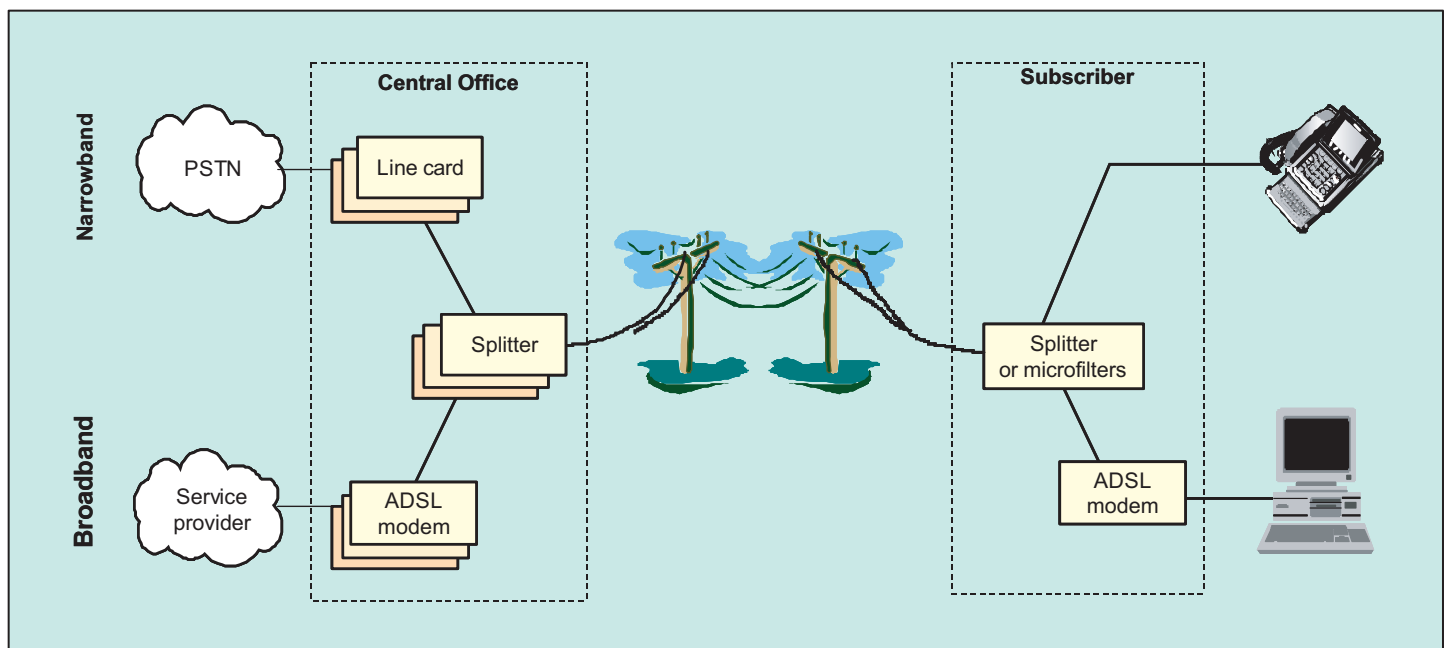 Central Office
Subscriber
Narrowband
PSTN
Line card
Splitter
Splitter
or microfilters
Broadband
Service
provider
ADSL
modem
ADSL
modem